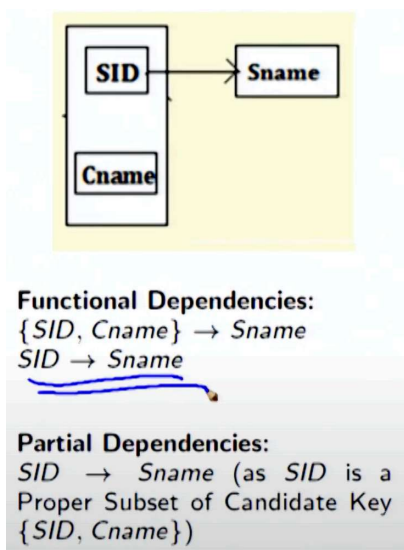 SID
Sname
Cname
Functional Dependencies:
{SID, Cname} → Sname
SID → Sname
Partial Dependencies:
SID → Sname (as SID is a
Proper Subset of Candidate Key
{SID, Cname})